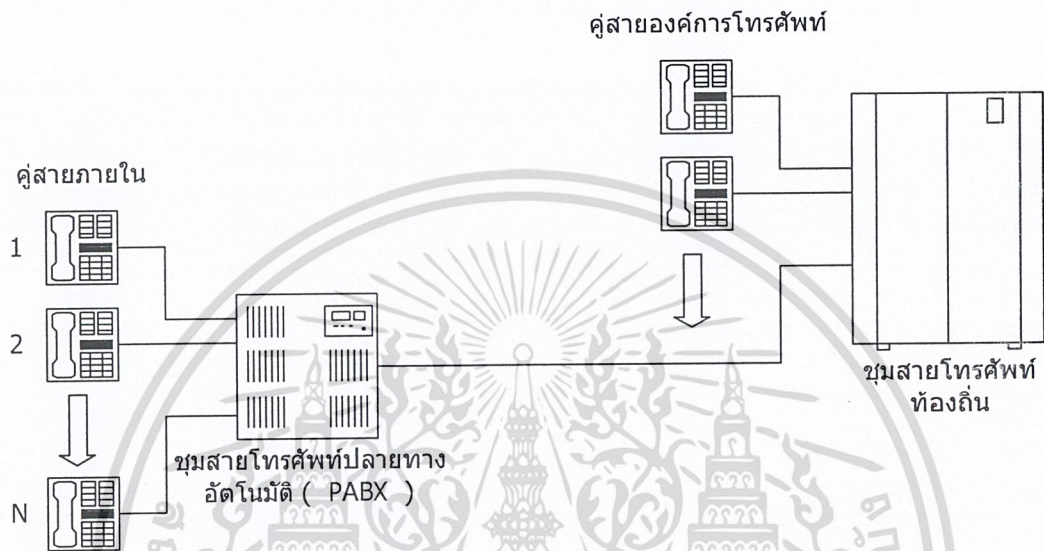 คู่สายองค์การโทรศัพท์
คู่สายภายใน
1
2
N
ชุมสายโทรศัพท์ปลายทาง
อัตโนมัติ ( PABX )
ชุมสายโทรศัพท์
ท้องถิ่น